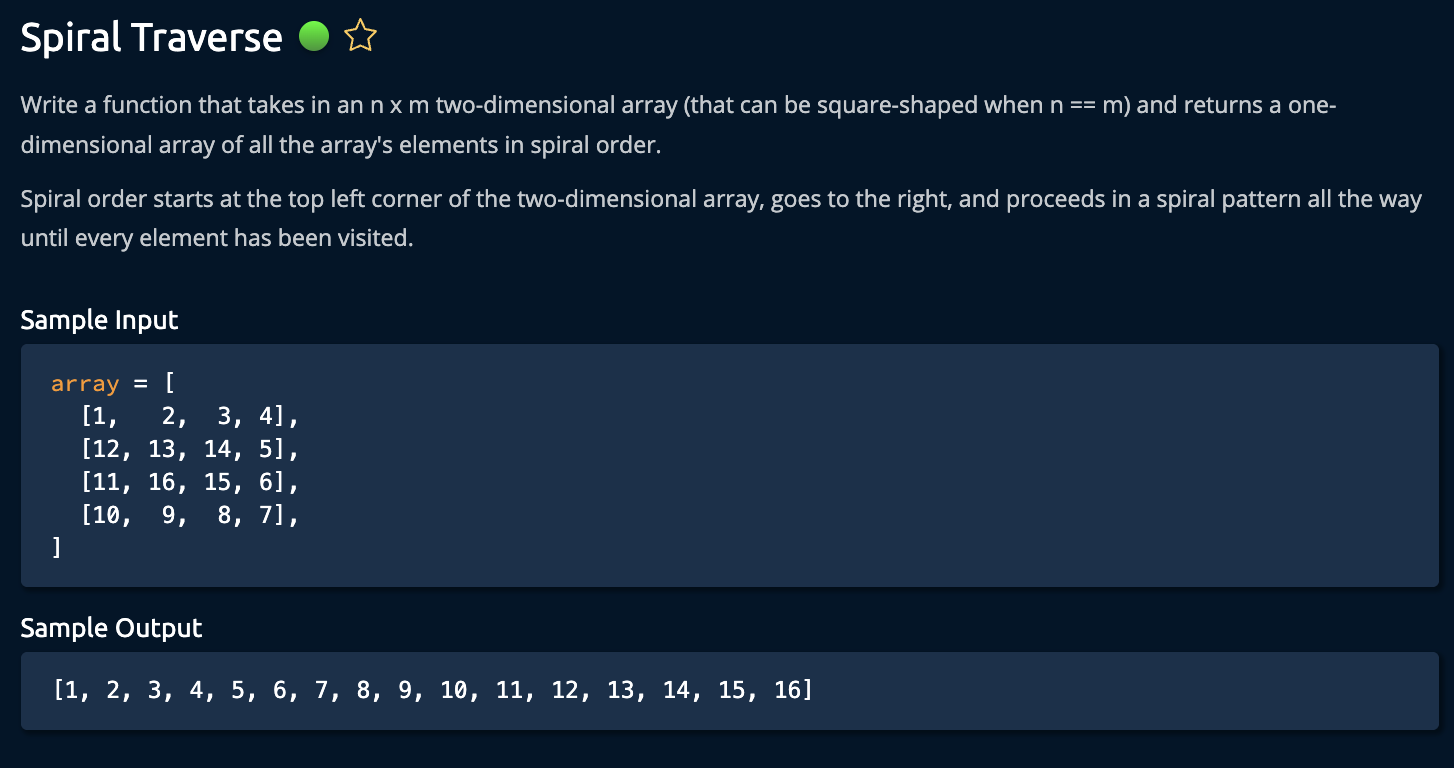 Spiral Traverse
Write a function that takes in an n x m two-dimensional array (that can be square-shaped when n == m) and returns a one-
dimensional array of all the array's elements in spiral order.
Spiral order starts at the top left corner of the two-dimensional array, goes to the right, and proceeds in a spiral pattern all the way
until every element has been visited.
Sample Input
array = [
  [1,   2,  3, 4],
  [12, 13, 14, 5],
  [11, 16, 15, 6],
  [10,  9,  8, 7],
]
Sample Output
[1, 2, 3, 4, 5, 6, 7, 8, 9, 10, 11, 12, 13, 14, 15, 16]